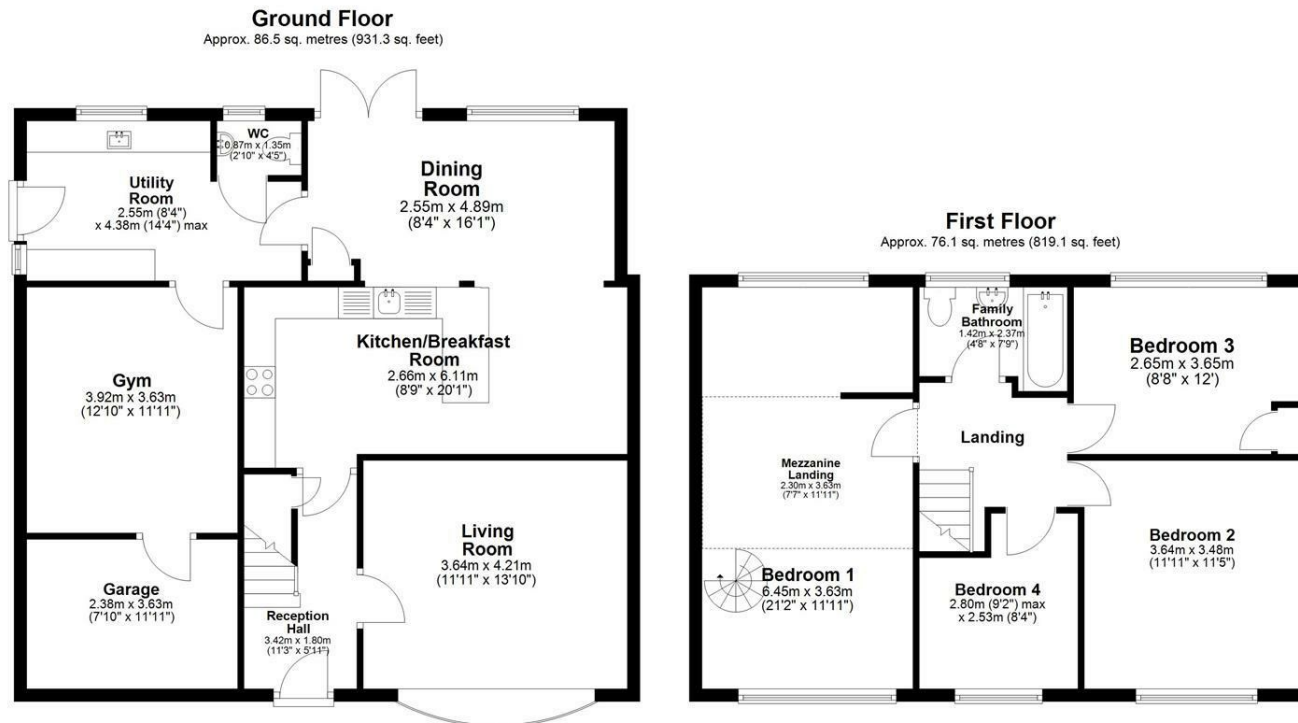 Ground Floor
Approx. 86.5 sq. metres (931.3 sq. feet)
WC
0.87m x 1.35m
(2'10" x 4'5")
Utility
Room
2.55m (8'4")
x 4.38m (14'4") max
Dining
Room
2.55m x 4.89m
(8'4" x 16'1")
Kitchen/Breakfast
Room
2.66m x 6.11m
(8'9" x 20'1")
Gym
3.92m x 3.63m
(12'10" x 11'11")
Living
Room
3.64m x 4.21m
(11'11" x 13'10")
Garage
2.38m x 3.63m
(7'10" x 11'11")
Reception
Hall
3.42m x 1.80m
(11'3" x 5'11")
First Floor
Approx. 76.1 sq. metres (819.1 sq. feet)
Family
Bathroom
1.42m x 2.37m
(4'8" x 7'9")
Bedroom 3
2.65m x 3.65m
(8'8" x 12')
Landing
Mezzanine
Landing
2.30m x 3.63m
(7'7" x 11'11")
Bedroom 2
3.64m x 3.48m
(11'11" x 11'5")
Bedroom 1
6.45m x 3.63m
(21'2" x 11'11")
Bedroom 4
2.80m (9'2") max
x 2.53m (8'4")